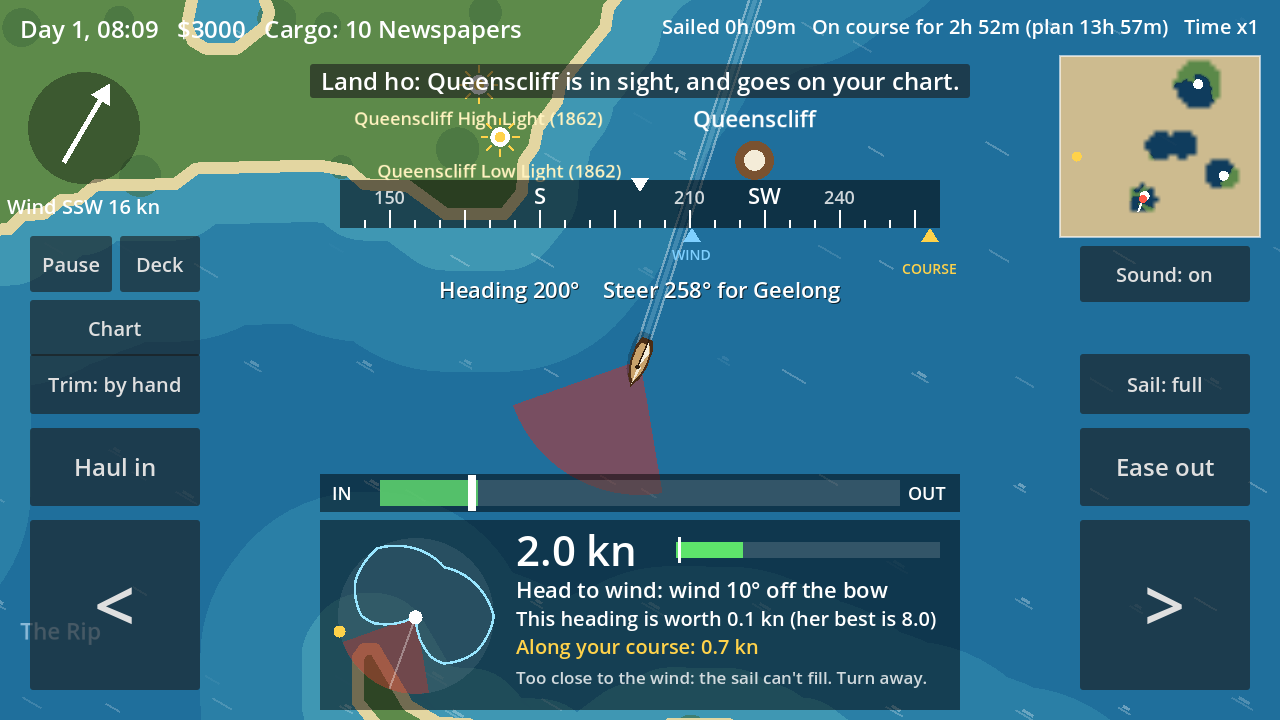 Day 1, 08:09 $3000 Cargo: 10 Newspapers
Sailed 0h 09m On course for 2h 52m (plan 13h 57m) Time x1
Land ho: Queenscliff is in sight, and goes on your chart.
Queenscliff High Light (1862)
Queenscliff
Queenscliff Low Light (1862)
150 S 210 SW 240
Wind SSW 16 kn
WIND
COURSE
Pause
Deck
Heading 200° Steer 258° for Geelong
Sound: on
Chart
Trim: by hand
Sail: full
Haul in
Ease out
IN
OUT
2.0 kn
Head to wind: wind 10° off the bow
This heading is worth 0.1 kn (her best is 8.0)
Along your course: 0.7 kn
Too close to the wind: the sail can't fill. Turn away.
<
>
The Rip